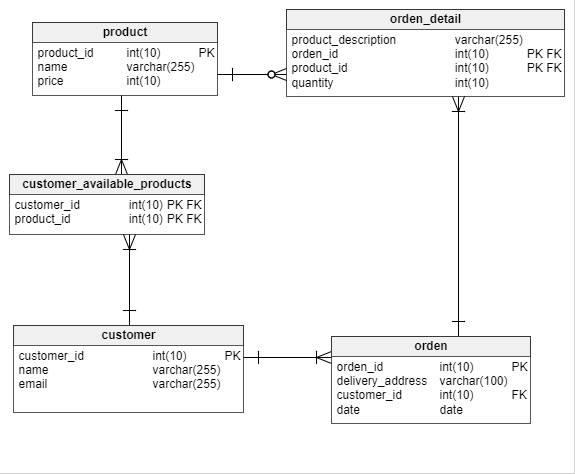 product
product_id int(10) PK
name varchar(255)
price int(10)
orden_detail
product_description varchar(255)
orden_id int(10) PK FK
product_id int(10) PK FK
quantity int(10)
customer_available_products
customer_id int(10) PK FK
product_id int(10) PK FK
customer
customer_id int(10) PK
name varchar(255)
email varchar(255)
orden
orden_id int(10) PK
delivery_address varchar(100)
customer_id int(10) FK
date date